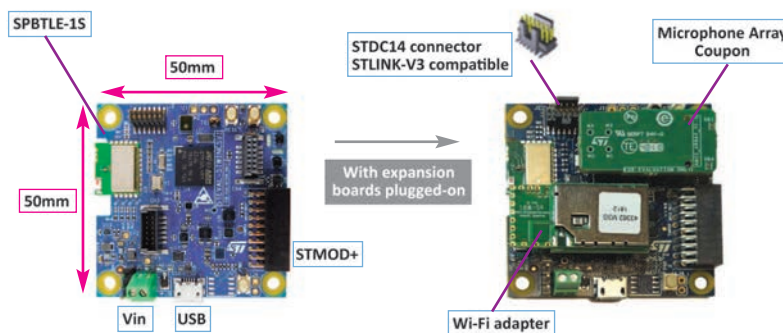 SPBTLE-1S
50mm
50mm
STMOD+
Vin
USB
With expansion
boards plugged-on
STDC14 connector
STLINK-V3 compatible
Microphone Array
Coupon
Wi-Fi adapter